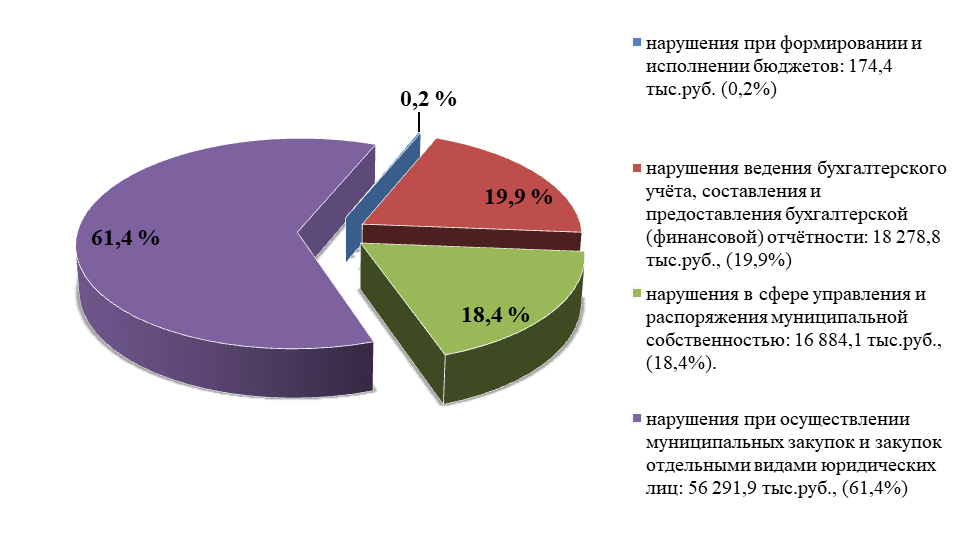 0,2 %
19,9 %
61,4 %
18,4 %
нарушения при формировании и
исполнении бюджетов: 174,4
тыс.руб. (0,2%)
нарушения ведения бухгалтерского
учёта, составления и
предоставления бухгалтерской
(финансовой) отчётности: 18 278,8
тыс.руб., (19,9%)
нарушения в сфере управления и
распоряжения муниципальной
собственностью: 16 884,1 тыс.руб.,
(18,4%).
нарушения при осуществлении
муниципальных закупок и закупок
отдельными видами юридических
лиц: 56 291,9 тыс.руб., (61,4%)